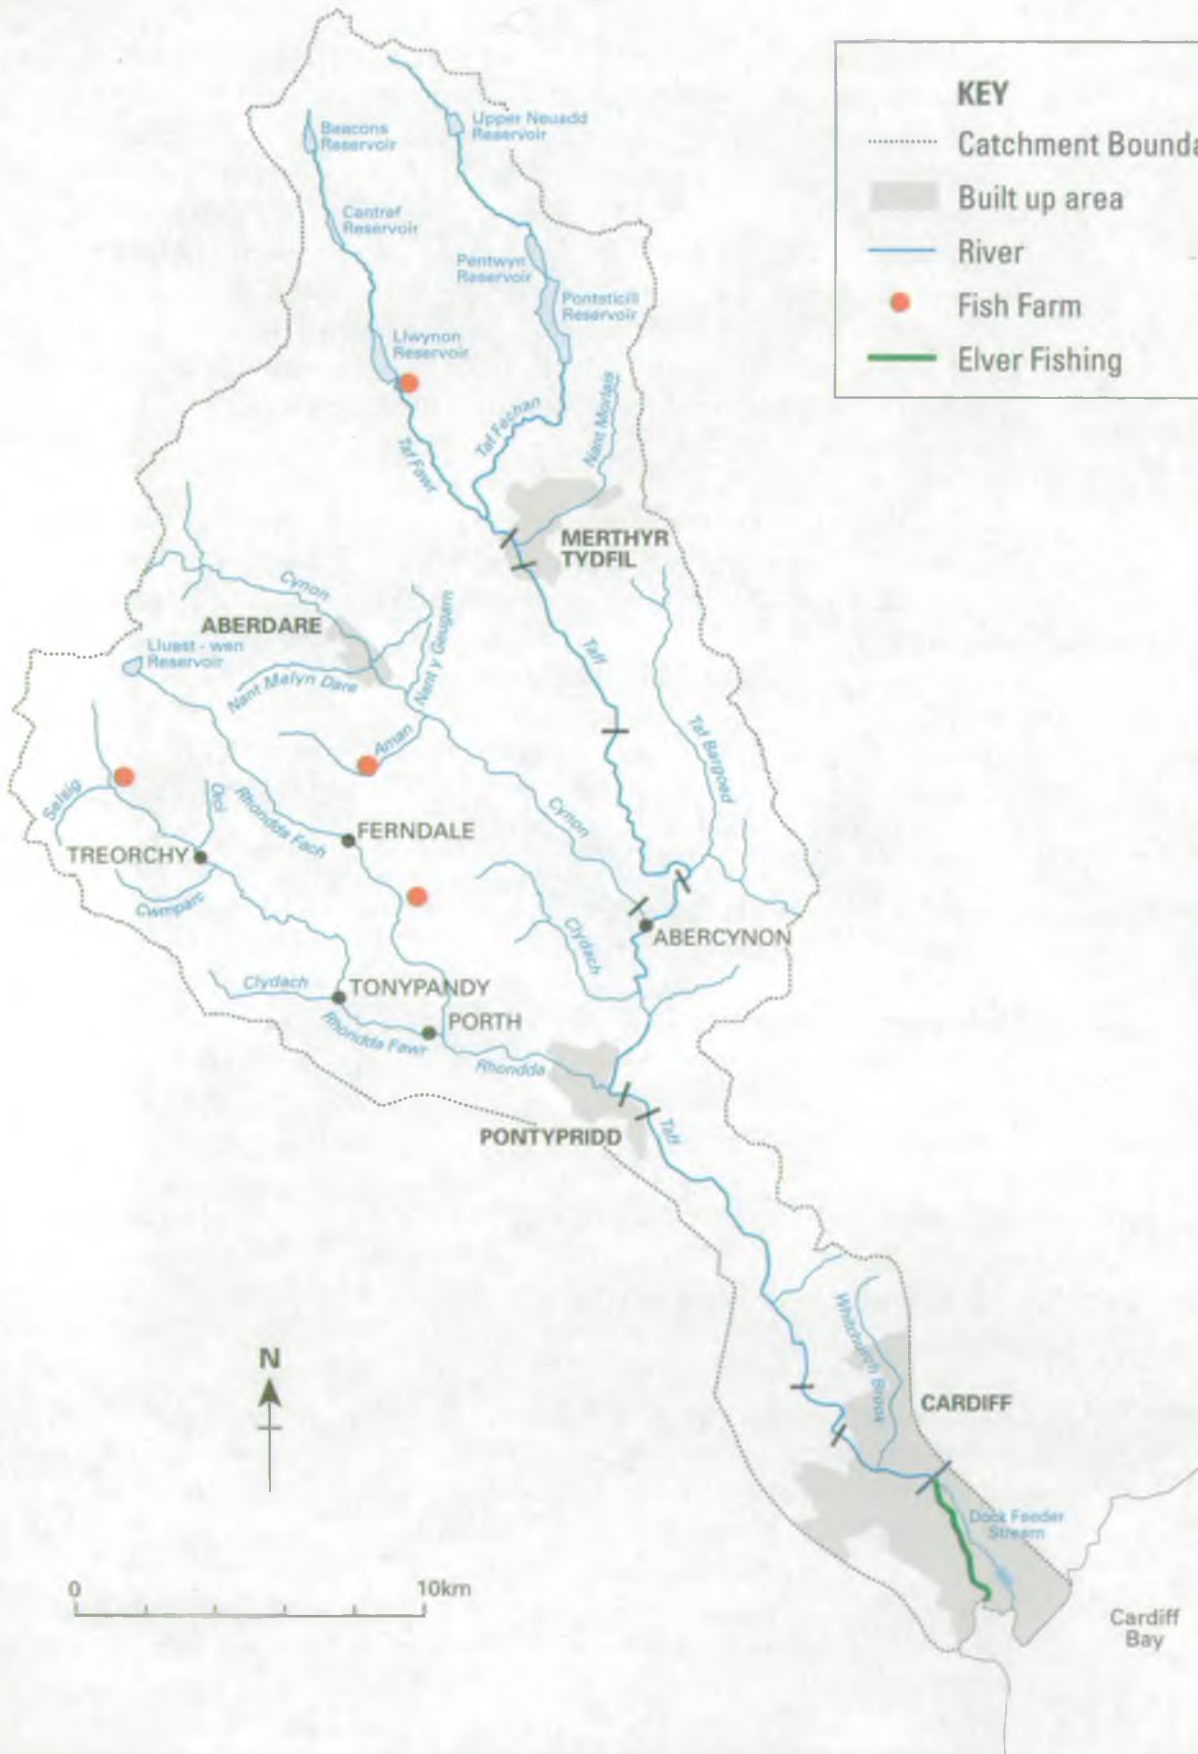 KEY
Catchment Bounda
Built up area
River
Fish Farm
Elver Fishing
Upper Neuadd
Reservoir
Beacons
Reservoir
Cantref
Reservoir
Pentwyn
Reservoir
Pontsticill
Reservoir
Llwynon
Reservoir
Nant Morlais
Taf Fechan
Taf Fawr
MERTHYR
TYDFIL
Cynon
ABERDARE
Nant y Geugarn
Lluest - wen
Reservoir
Nant Melyn Dare
Taff
Taf Bargoed
Aman
Selsig
Rhondda Fach
Cynon
FERNDALE
TREORCHY
Cwmparc
Clydach
ABERCYNON
Clydach
TONYPANDY
PORTH
Rhondda Fawr
Rhondda
PONTYPRIDD
Taff
Whitchurch Brook
N
CARDIFF
Dock Feeder
Stream
0
10km
Cardiff
Bay